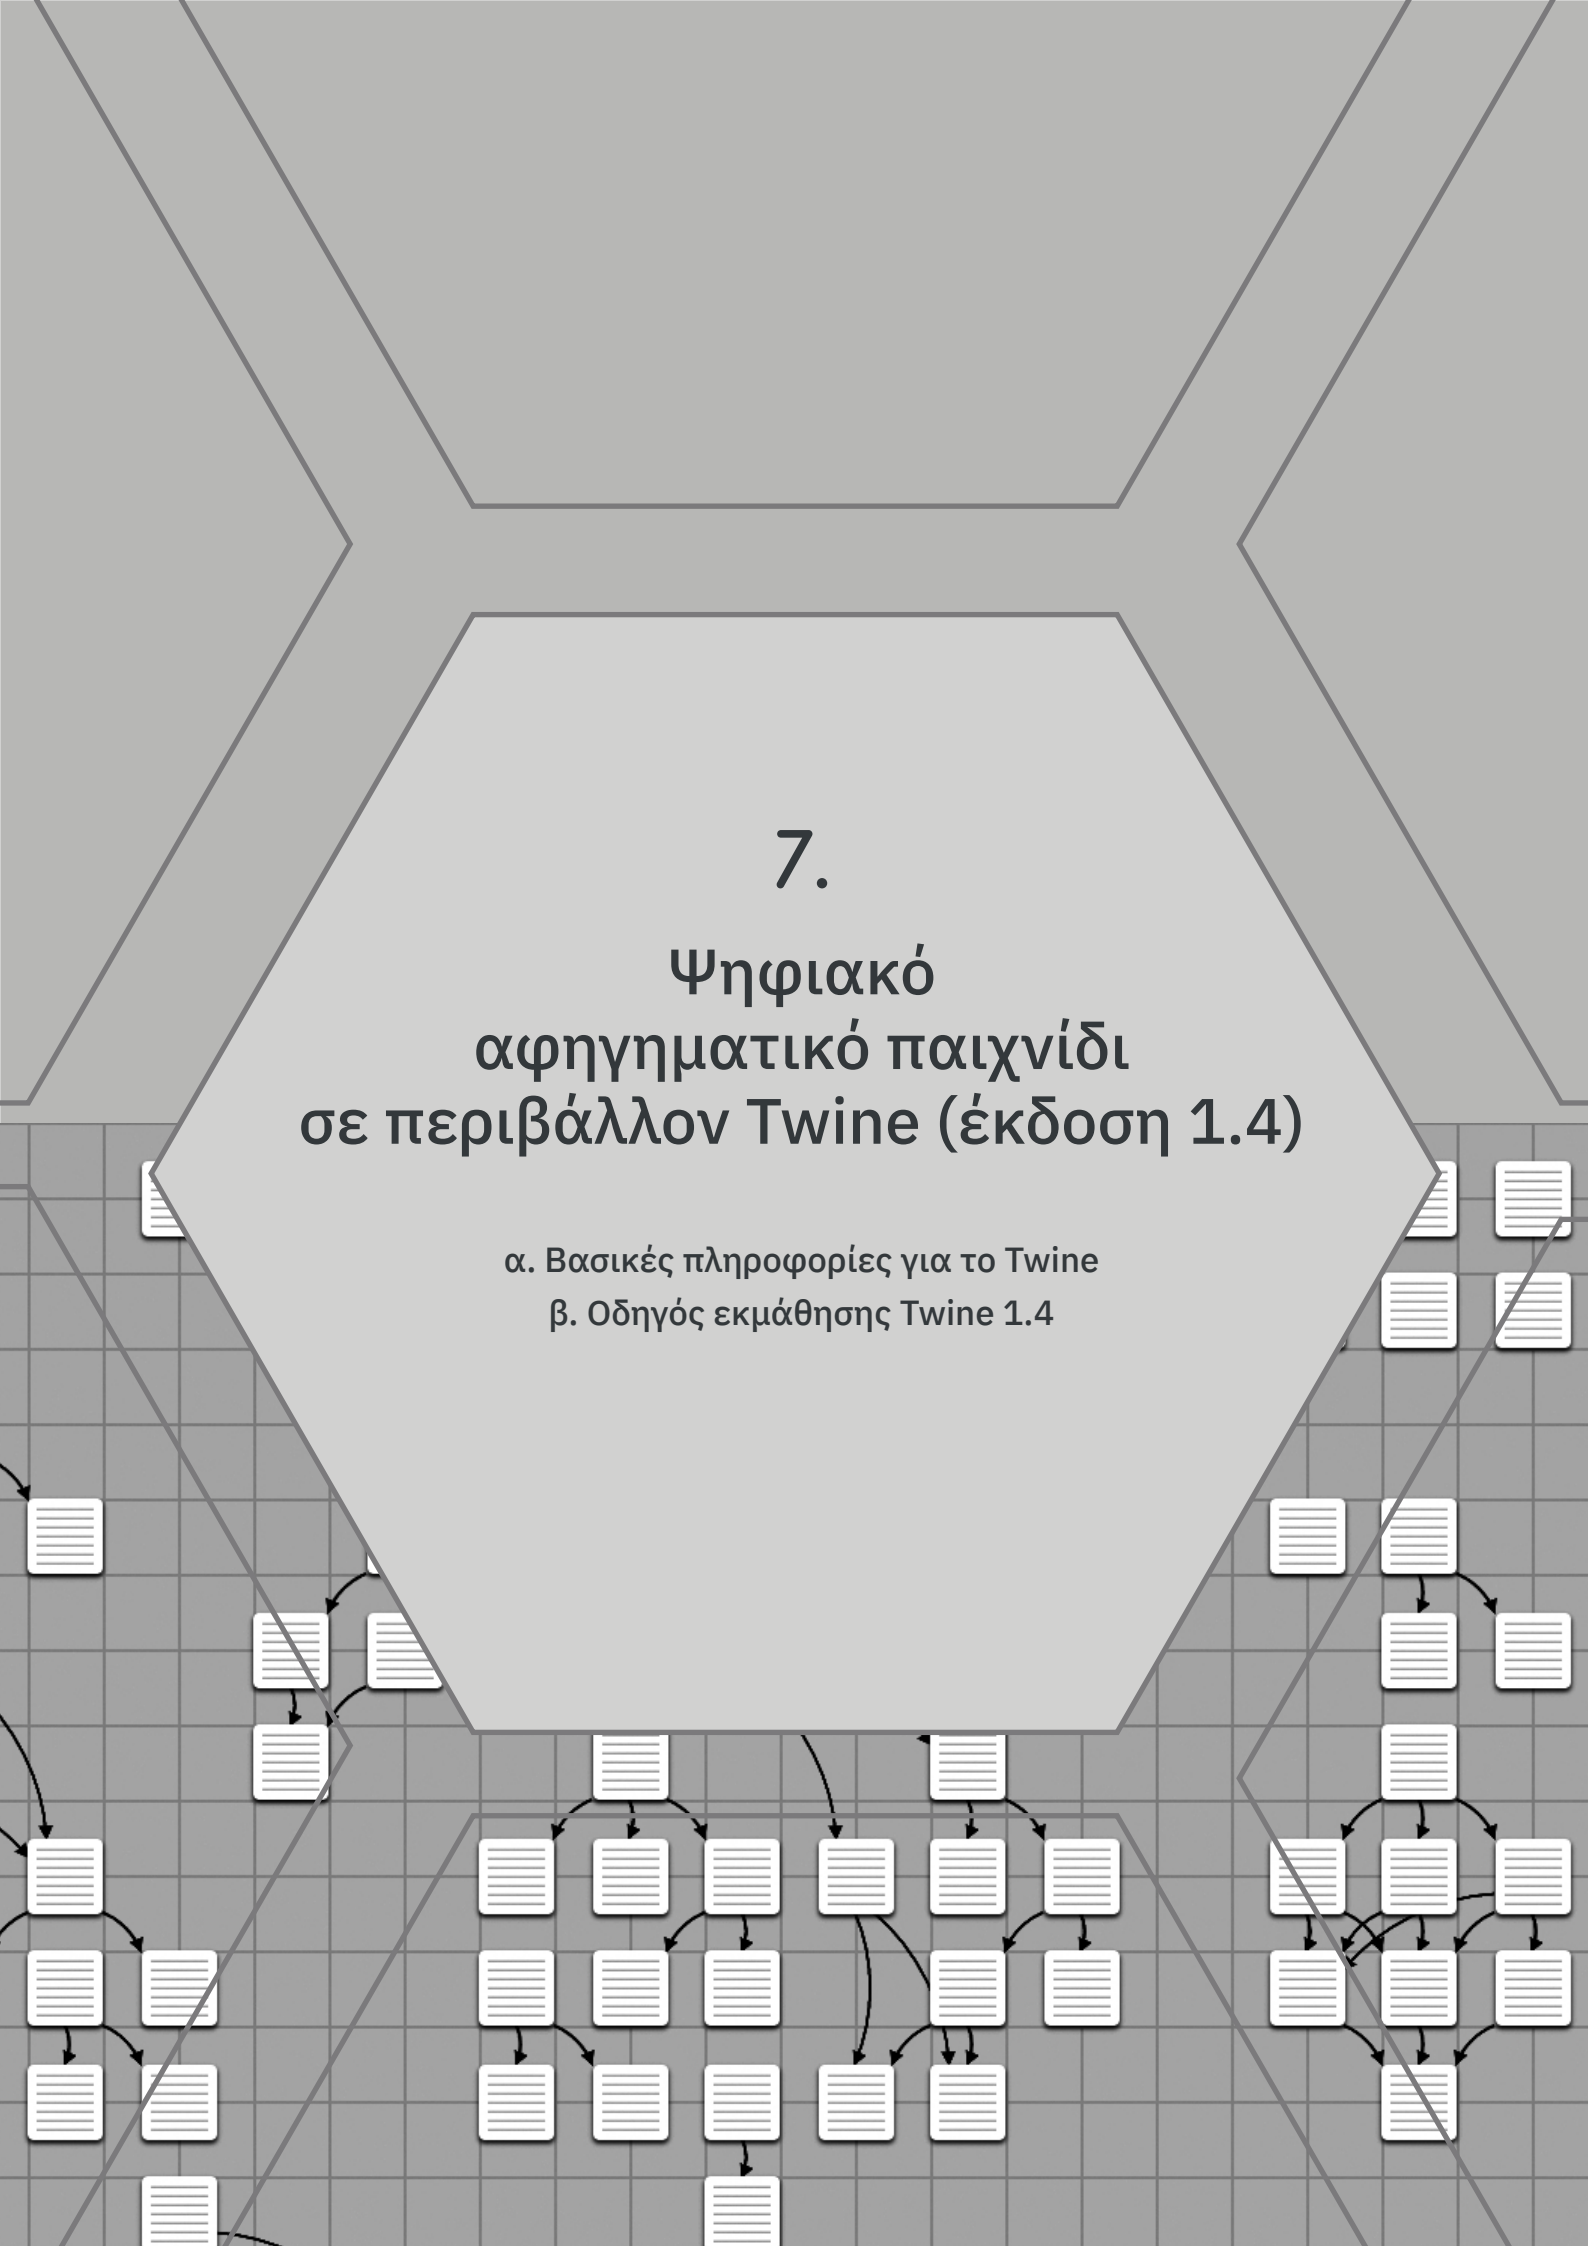 7.
Ψηφιακό
αφηγηματικό παιχνίδι
σε περιβάλλον Twine (έκδοση 1.4)
α. Βασικές πληροφορίες για το Twine
β. Οδηγός εκμάθησης Twine 1.4